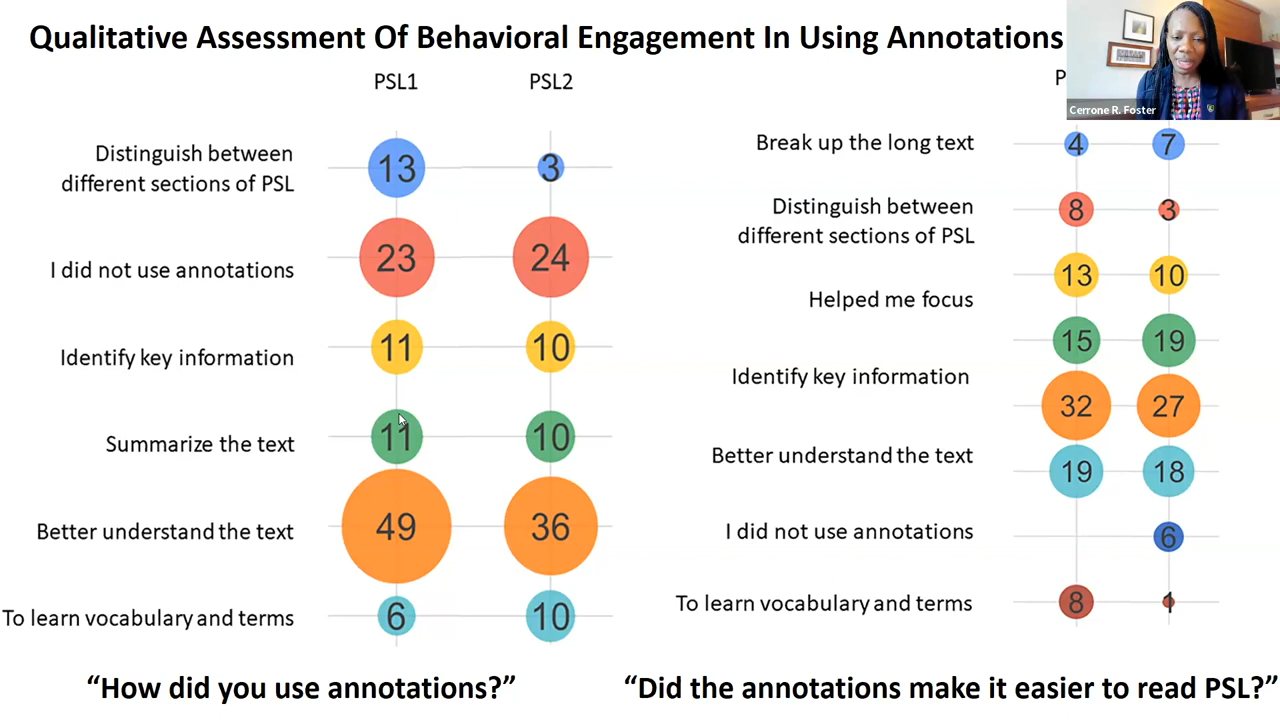 Qualitative Assessment Of Behavioral Engagement In Using Annotations
Cerrone R. Foster
PSL1 PSL2
Distinguish between
different sections of PSL
13 3
I did not use annotations
23 24
Identify key information
11 10
Summarize the text
11 10
Better understand the text
49 36
To learn vocabulary and terms
6 10
"How did you use annotations?"
P
Break up the long text
4 7
Distinguish between
different sections of PSL
8 3
13 10
Helped me focus
15 19
Identify key information
32 27
Better understand the text
19 18
I did not use annotations
6
To learn vocabulary and terms
8 1
"Did the annotations make it easier to read PSL?"